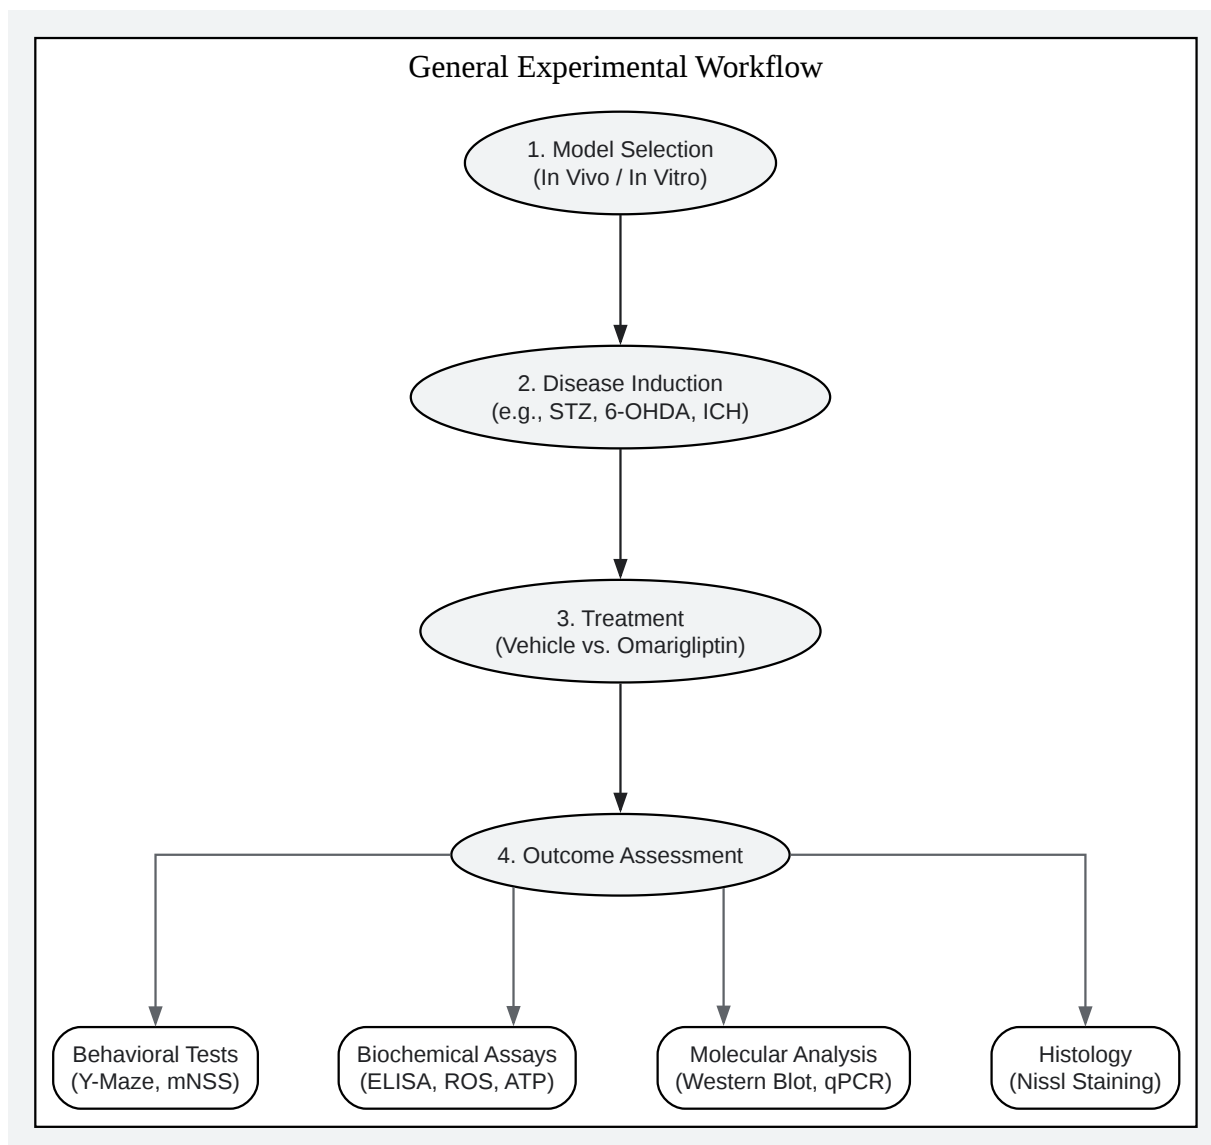 General Experimental Workflow
1. Model Selection
(In Vivo / In Vitro)
2. Disease Induction
(e.g., STZ, 6-OHDA, ICH)
3. Treatment
(Vehicle vs. Omarigliptin)
4. Outcome Assessment
Behavioral Tests
(Y-Maze, mNSS)
Biochemical Assays
(ELISA, ROS, ATP)
Molecular Analysis
(Western Blot, qPCR)
Histology
(Nissl Staining)